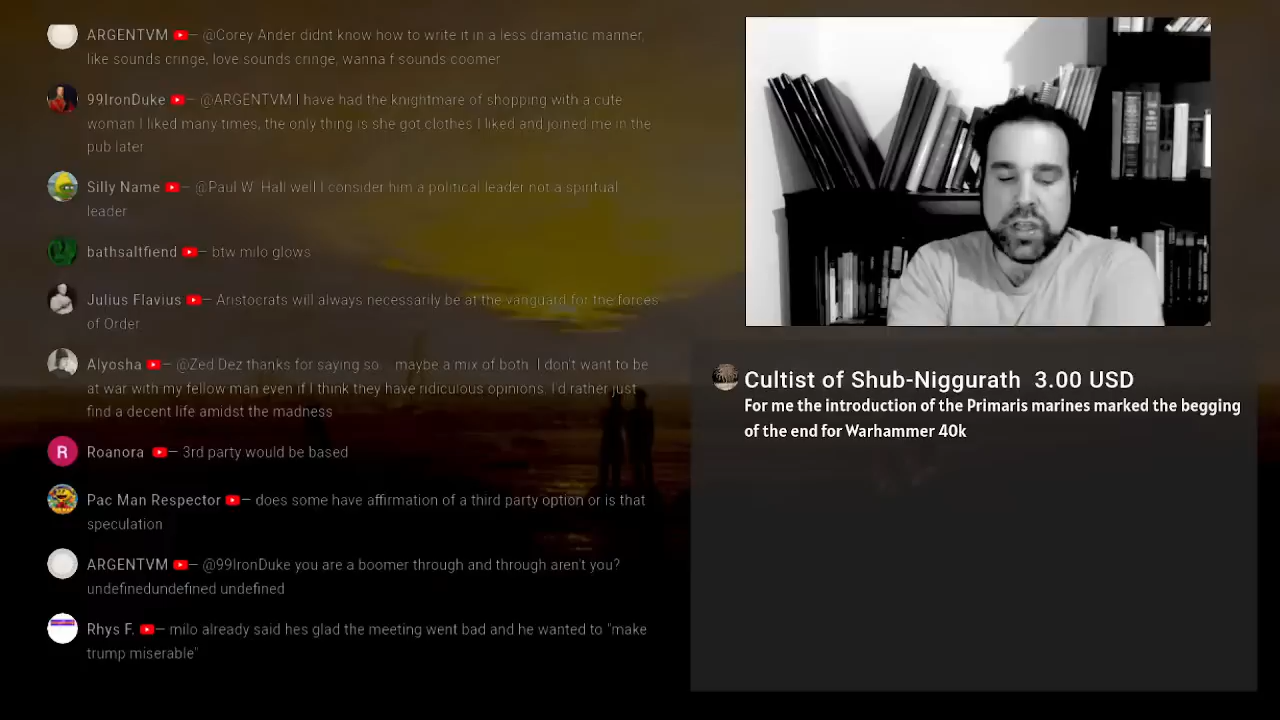 ARGENTVM — @Corey Ander didnt know how to write it in a less dramatic manner,
like sounds cringe, love sounds cringe, wanna f sounds coomer
99IronDuke — @ARGENTVM I have had the knightmare of shopping with a cute
woman I liked many times, the only thing is she got clothes I liked and joined me in the
pub later
Silly Name — @Paul W. Hall well I consider him a political leader not a spiritual
leader
bathsaltfiend — btw milo glows
Julius Flavius — Aristocrats will always necessarily be at the vanguard for the forces
of Order.
Alyosha — @Zed Dez thanks for saying so... maybe a mix of both. I don't want to be
at war with my fellow man even if I think they have ridiculous opinions. I'd rather just
find a decent life amidst the madness
R
Roanora — 3rd party would be based
Pac Man Respector — does some have affirmation of a third party option or is that
speculation
ARGENTVM — @99IronDuke you are a boomer through and through aren't you?
undefinedundefined undefined
Rhys F. — milo already said hes glad the meeting went bad and he wanted to "make
trump miserable"
Cultist of Shub-Niggurath 3.00 USD
For me the introduction of the Primaris marines marked the begging
of the end for Warhammer 40k